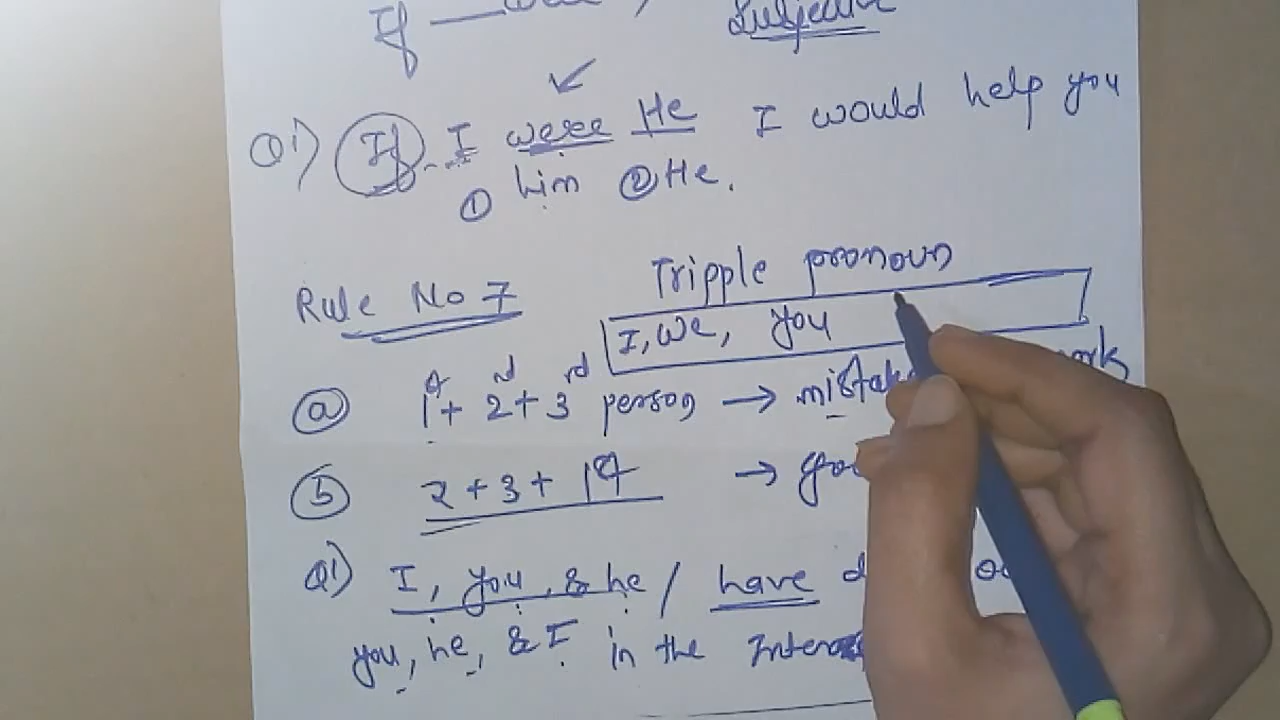 If
Subjective
Q1) If I were He I would help you
① him ② He.
Rule No 7 Tripple pronoun
I, we, you
ⓐ 1st + 2nd + 3rd person → mistake
ⓑ 2 + 3 + 1st →
Q1) I, you, & he / have
you, he, & I in the